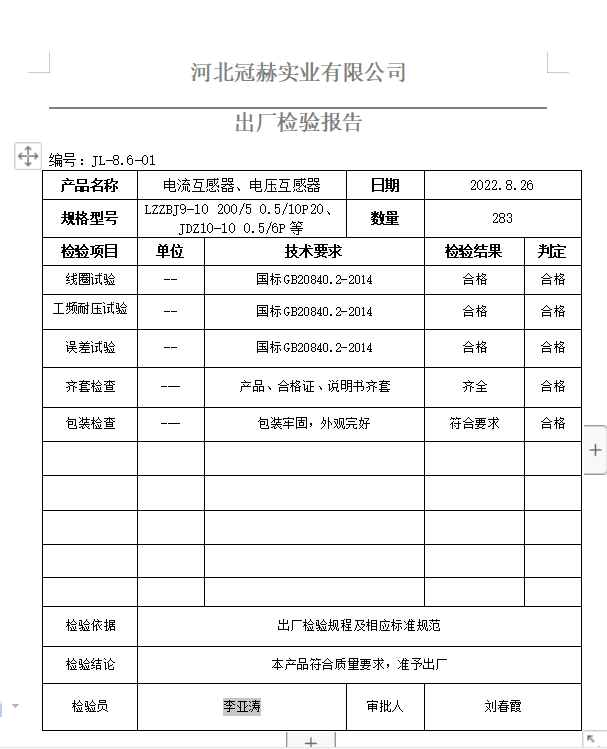 河北冠赫实业有限公司
出厂检验报告
编号：JL-8.6-01
产品名称 电流互感器、电压互感器 日期 2022.8.26
规格型号 LZZBJ9-10 200/5 0.5/10P20、 数量 283
JDZ10-10 0.5/6P 等
检验项目 单位 技术要求 检验结果 判定
线圈试验 -- 国标GB20840.2-2014 合格 合格
工频耐压试验 -- 国标GB20840.2-2014 合格 合格
误差试验 -- 国标GB20840.2-2014 合格 合格
齐套检查 --- 产品、合格证、说明书齐套 齐全 合格
包装检查 --- 包装牢固，外观完好 符合要求 合格
检验依据 出厂检验规程及相应标准规范
检验结论 本产品符合质量要求，准予出厂
检验员 李亚涛 审批人 刘春霞